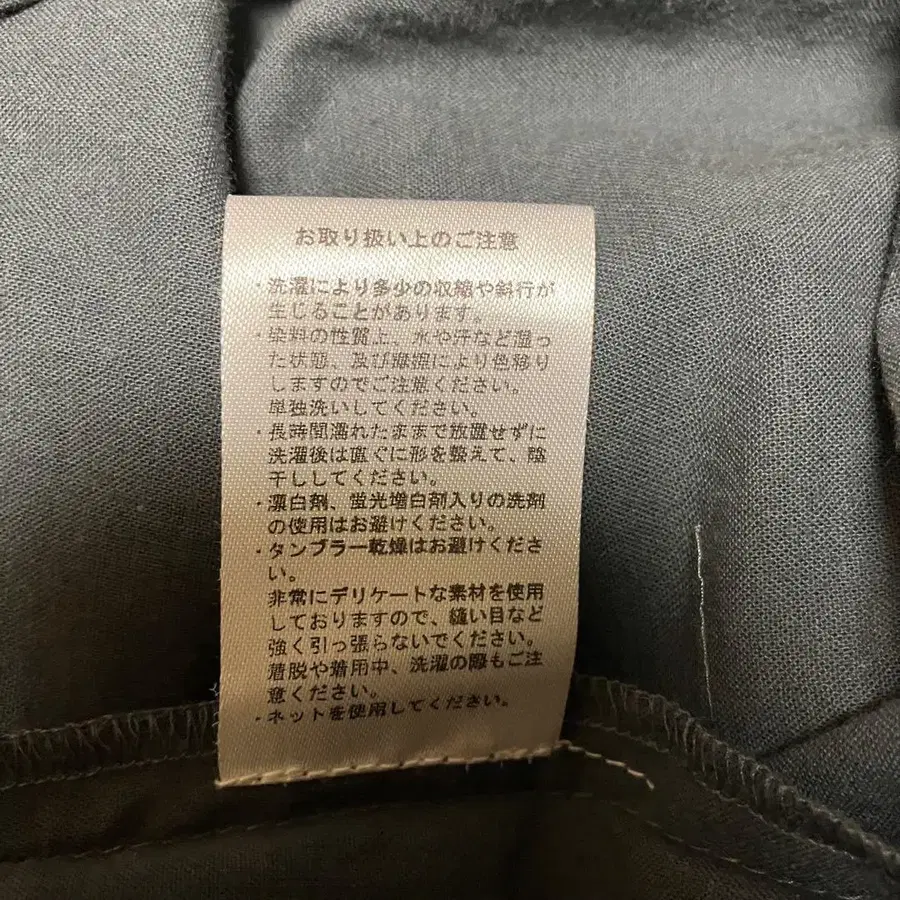 お取り扱い上のご注意
・洗濯により多少の収縮や斜行が
生じることがあります。
・染料の性質上、水や汗など湿っ
た状態、及び摩擦により色移り
しますのでご注意ください。
単独洗いしてください。
・長時間濡れたままで放置せずに
洗濯後は直ぐに形を整えて、陰
干ししてください。
・漂白剤、蛍光増白剤入りの洗剤
の使用はお避けください。
・タンブラー乾燥はお避けくださ
い。
非常にデリケートな素材を使用
しておりますので、縫い目など
強く引っ張らないでください。
着脱や着用中、洗濯の際もご注
意ください。
・ネットを使用してください。